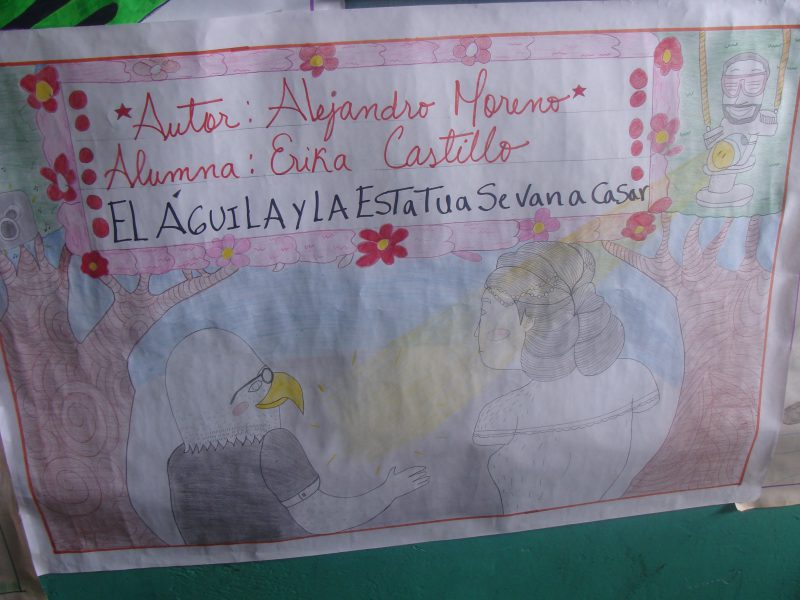 Autor: Alejandro Moreno
Alumna: Erika Castillo
EL ÁGUILA Y LA EStaTua Se van a Casar